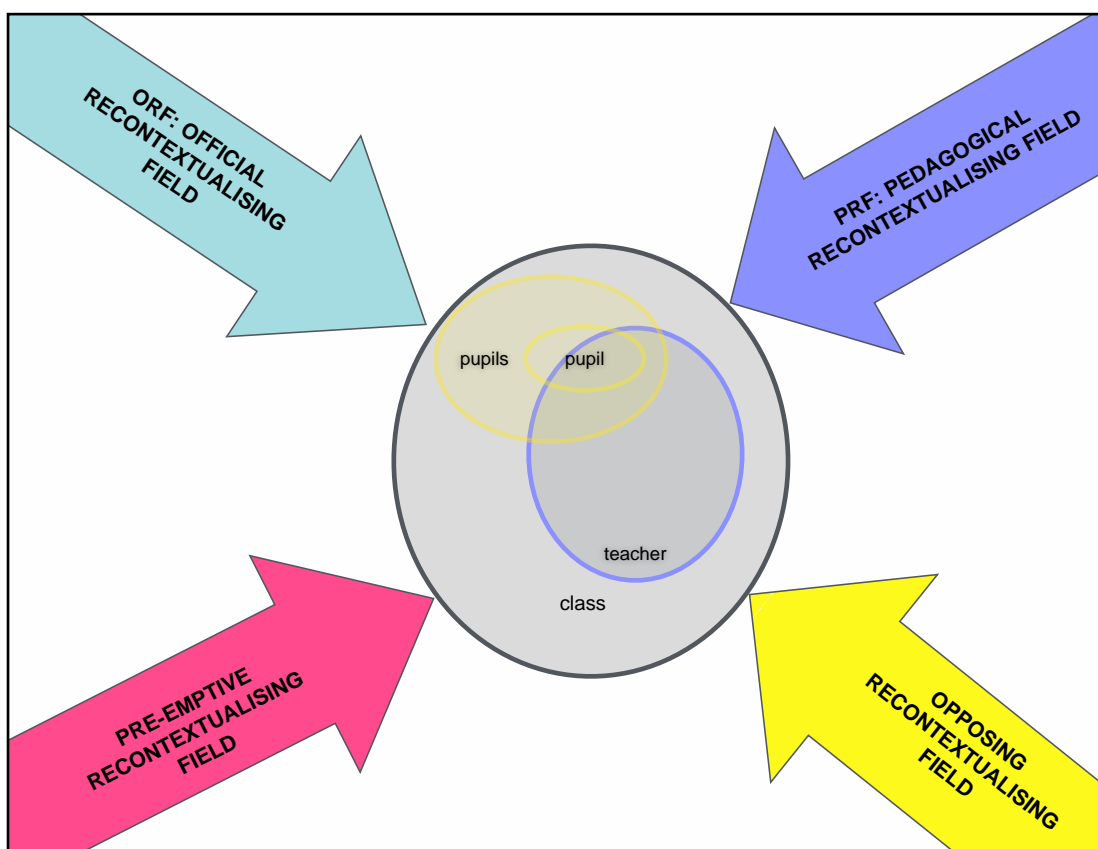 ORF: OFFICIAL
RECONTEXTUALISING
FIELD
PRF: PEDAGOGICAL
RECONTEXTUALISING FIELD
pupils
pupil
teacher
class
PRE-EMPTIVE
RECONTEXTUALISING
FIELD
OPPOSING
RECONTEXTUALISING
FIELD